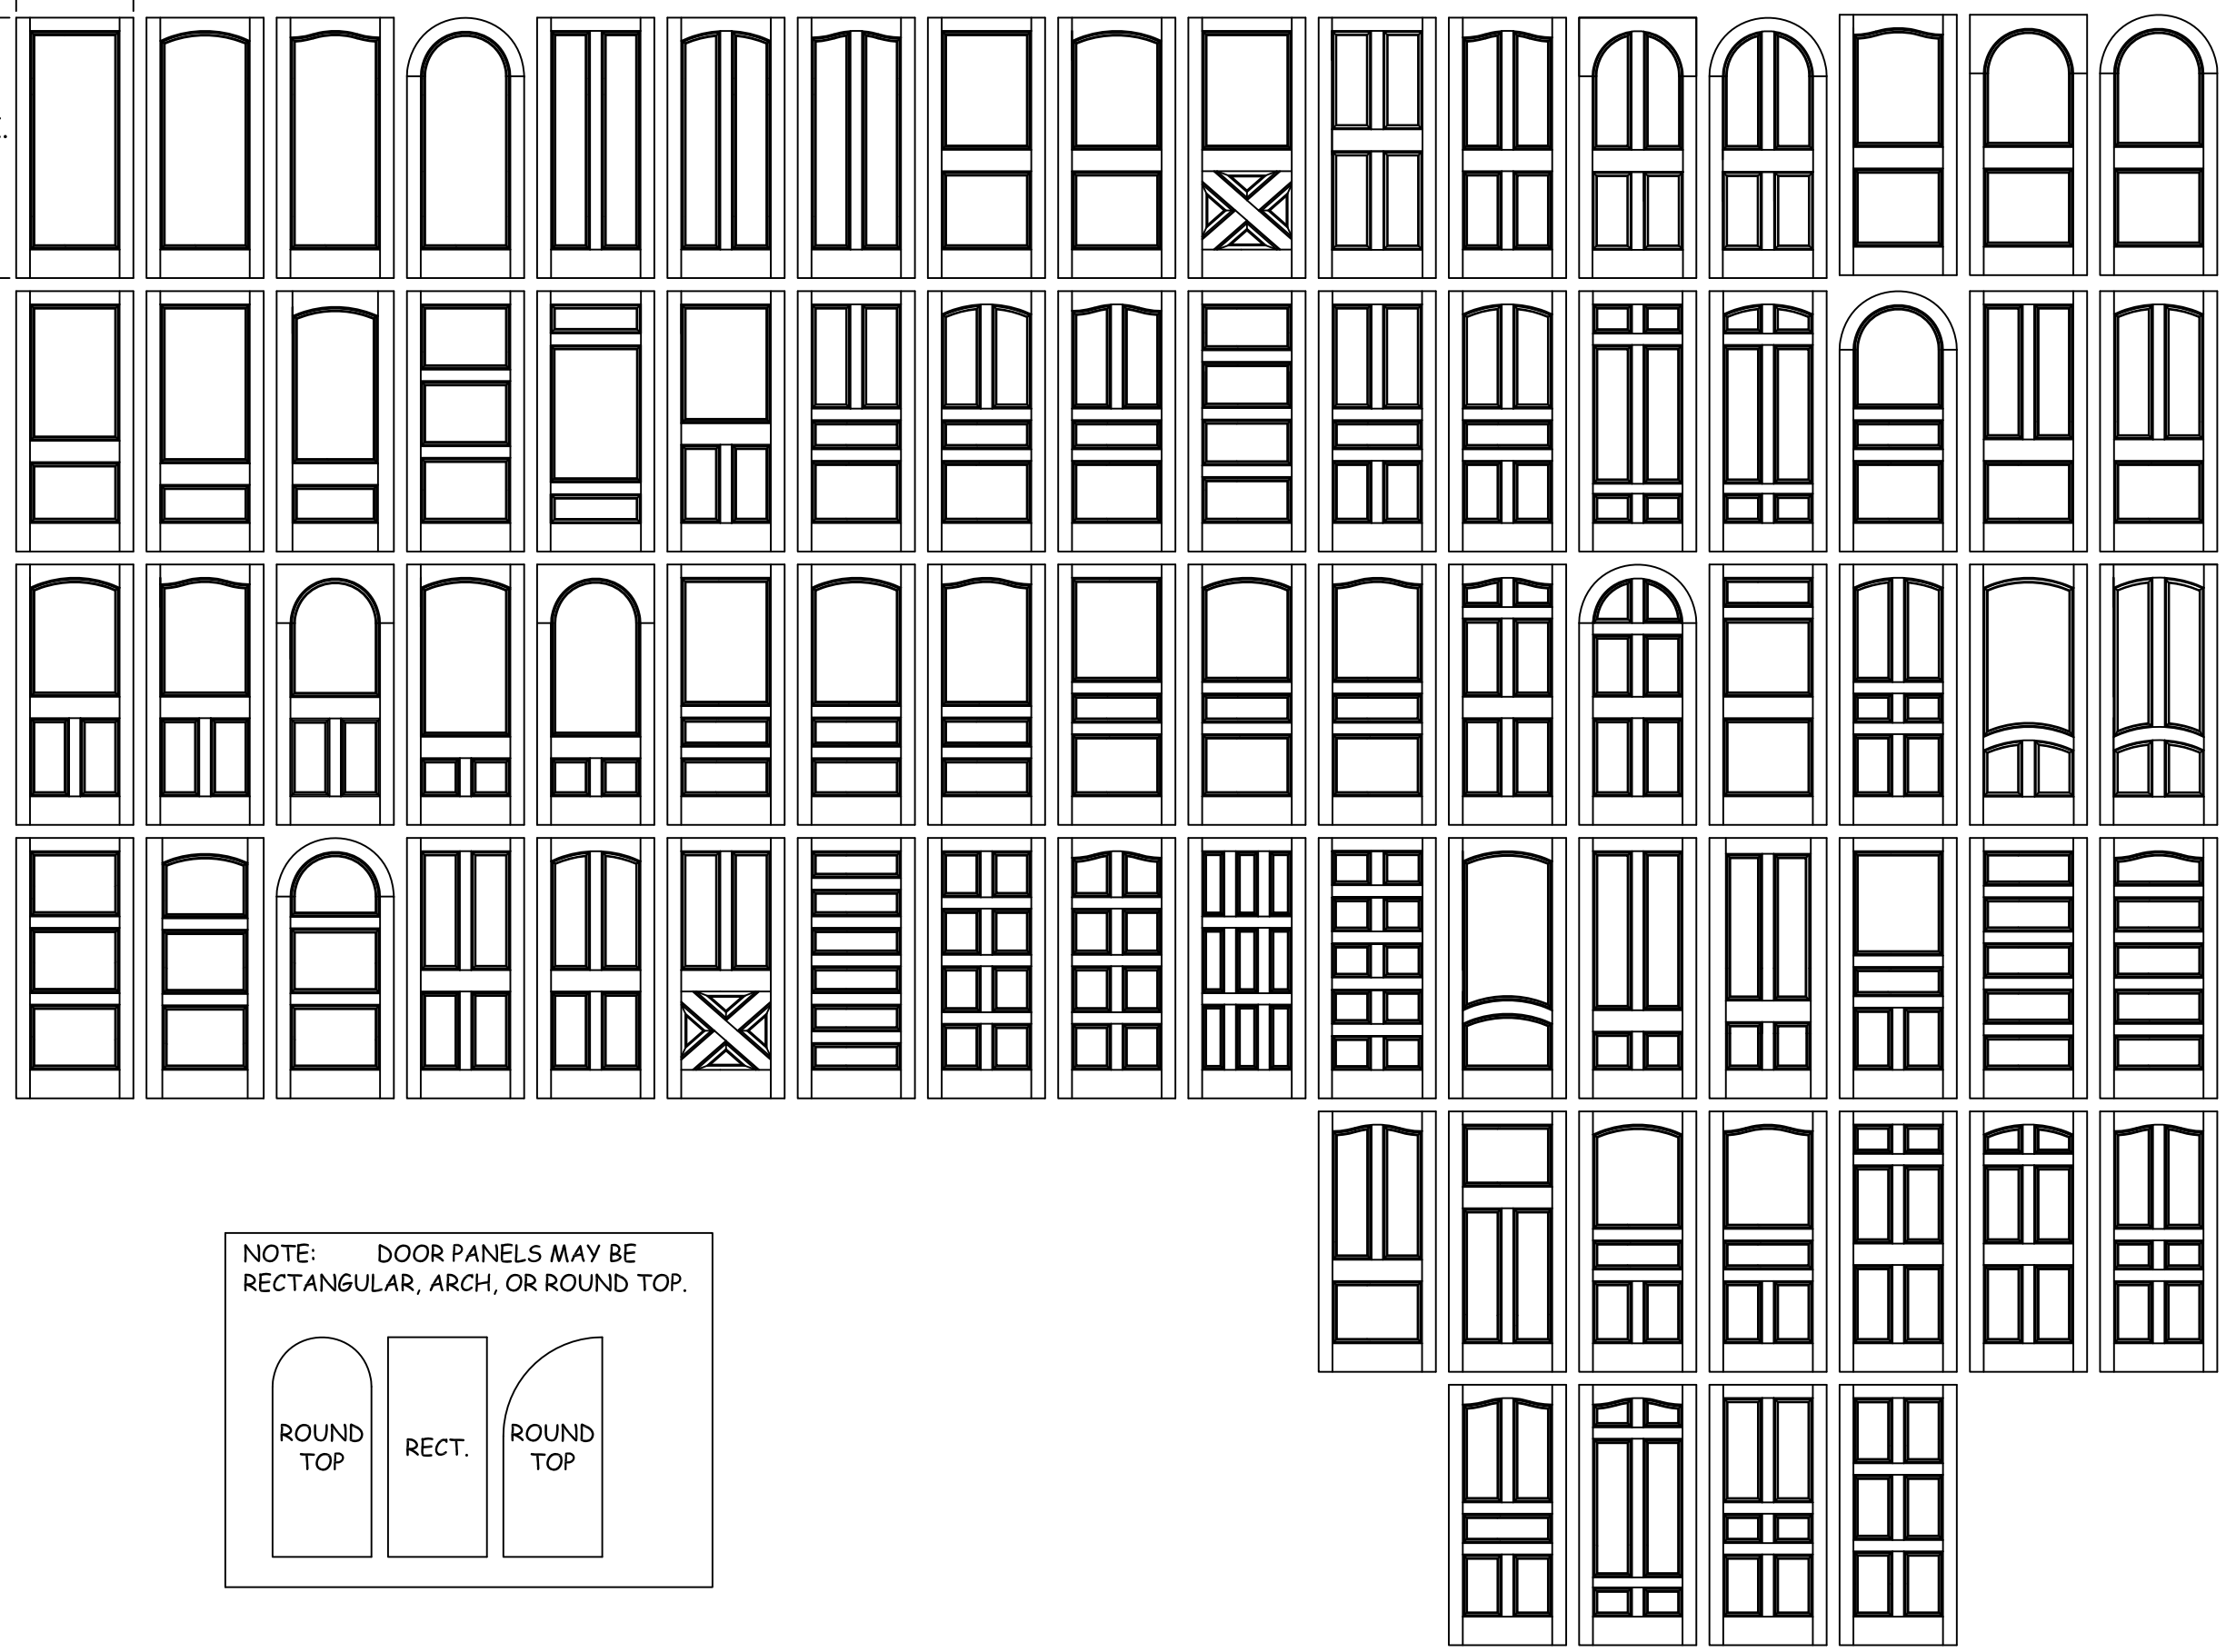 NOTE: DOOR PANELS MAY BE
RECTANGULAR, ARCH, OR ROUND TOP.
ROUND
TOP
RECT.
ROUND
TOP